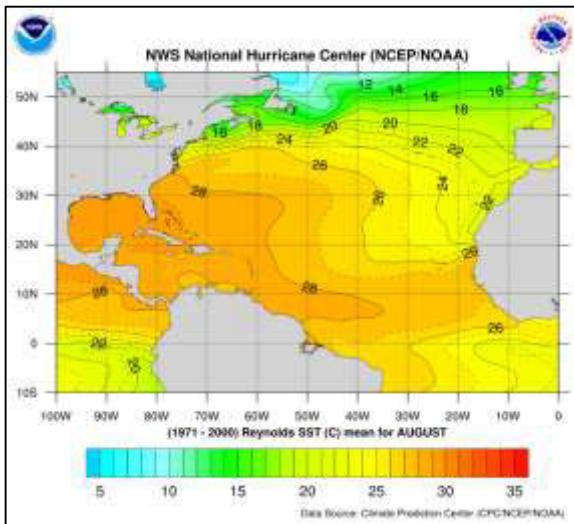 NWS National Hurricane Center (NCEP/NOAA)
50N
40N
30N
20N
10N
0
10S
12
14
16
16
18
16
18
20
20
22
22
24
24
26
26
22
28
28
26
26
100W 90W 80W 70W 60W 50W 40W 30W 20W 10W 0
(1971 - 2000) Reynolds SST (C) mean for AUGUST
5 10 15 20 25 30 35
Data Source: Climate Prediction Center (CPC/NCEP/NOAA)